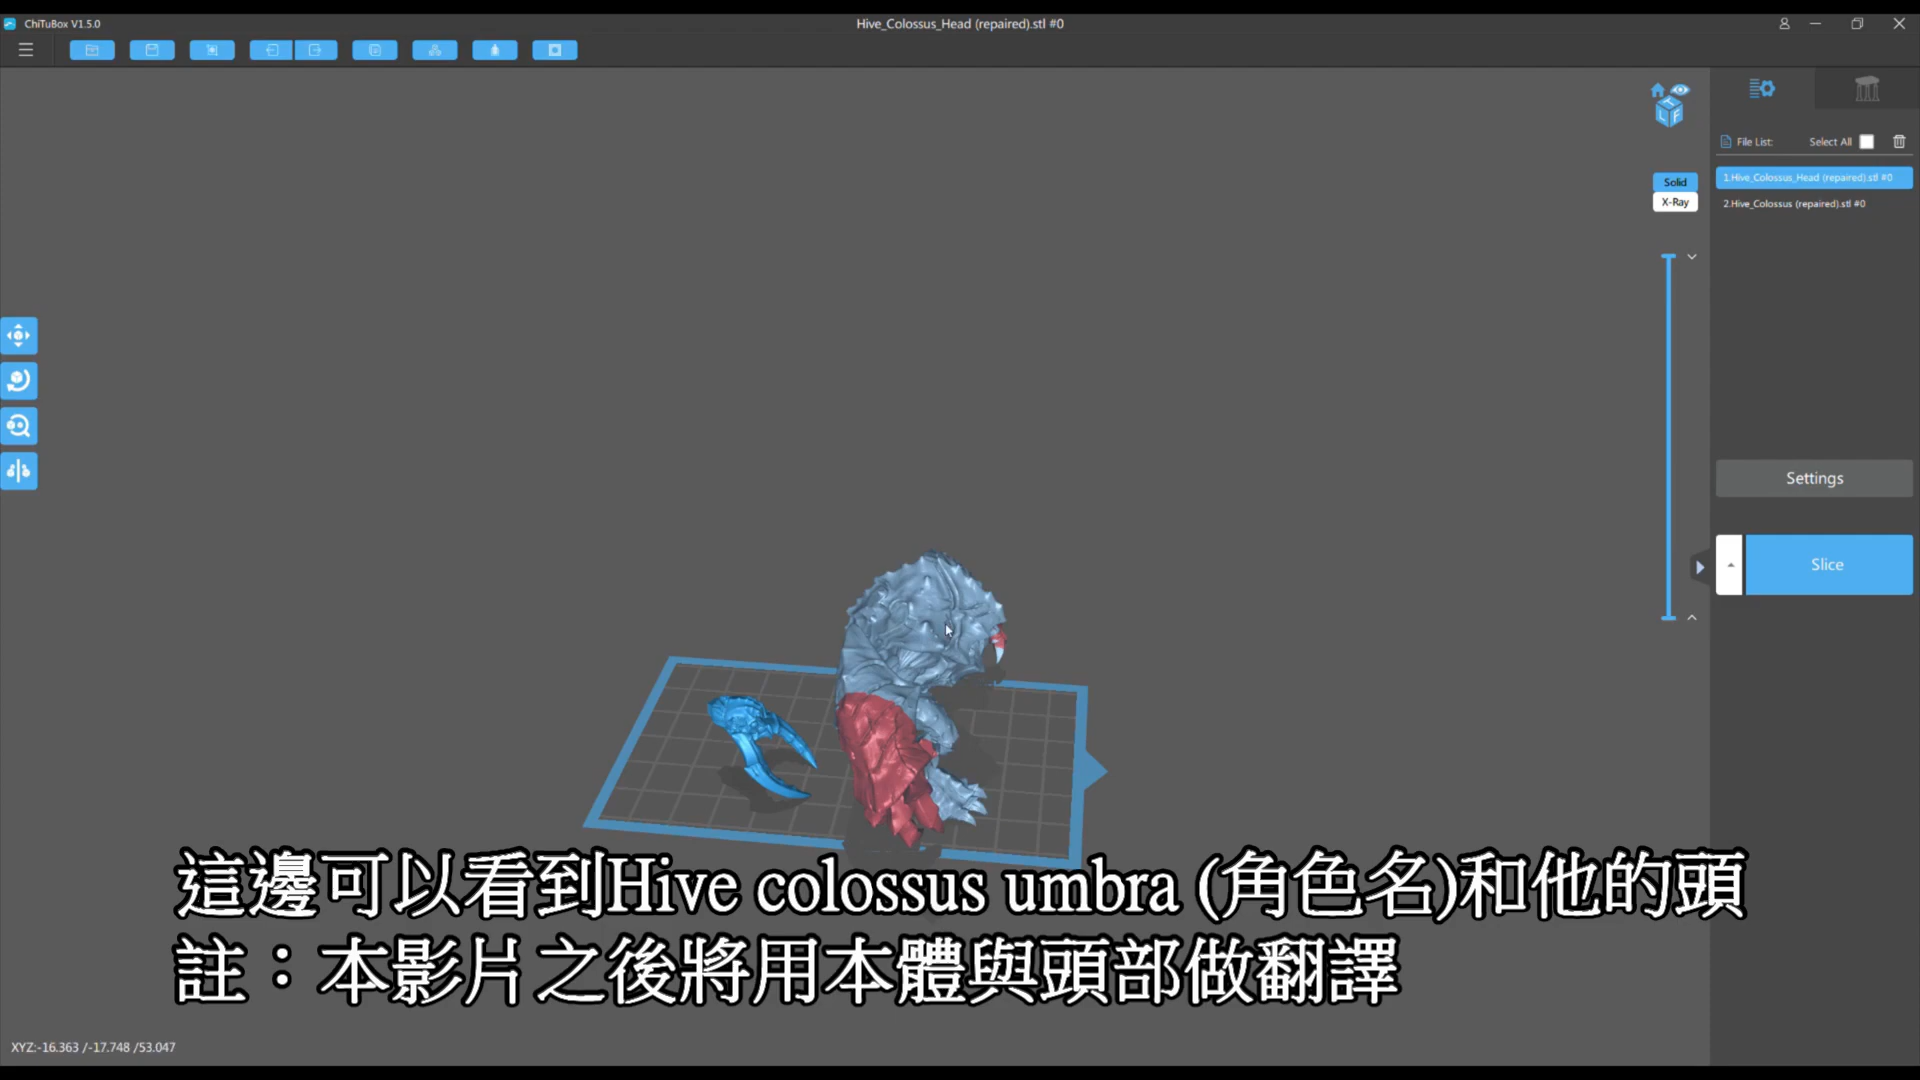 ChiTuBox V1.5.0
Hive_Colossus_Head (repaired).stl #0
File List:
Select All
1.Hive_Colossus_Head (repaired).stl #0
2.Hive_Colossus (repaired).stl #0
Solid
X-Ray
Settings
Slice
這邊可以看到Hive colossus umbra (角色名)和他的頭
註：本影片之後將用本體與頭部做翻譯
XYZ:-16.363 /-17.748 /53.047